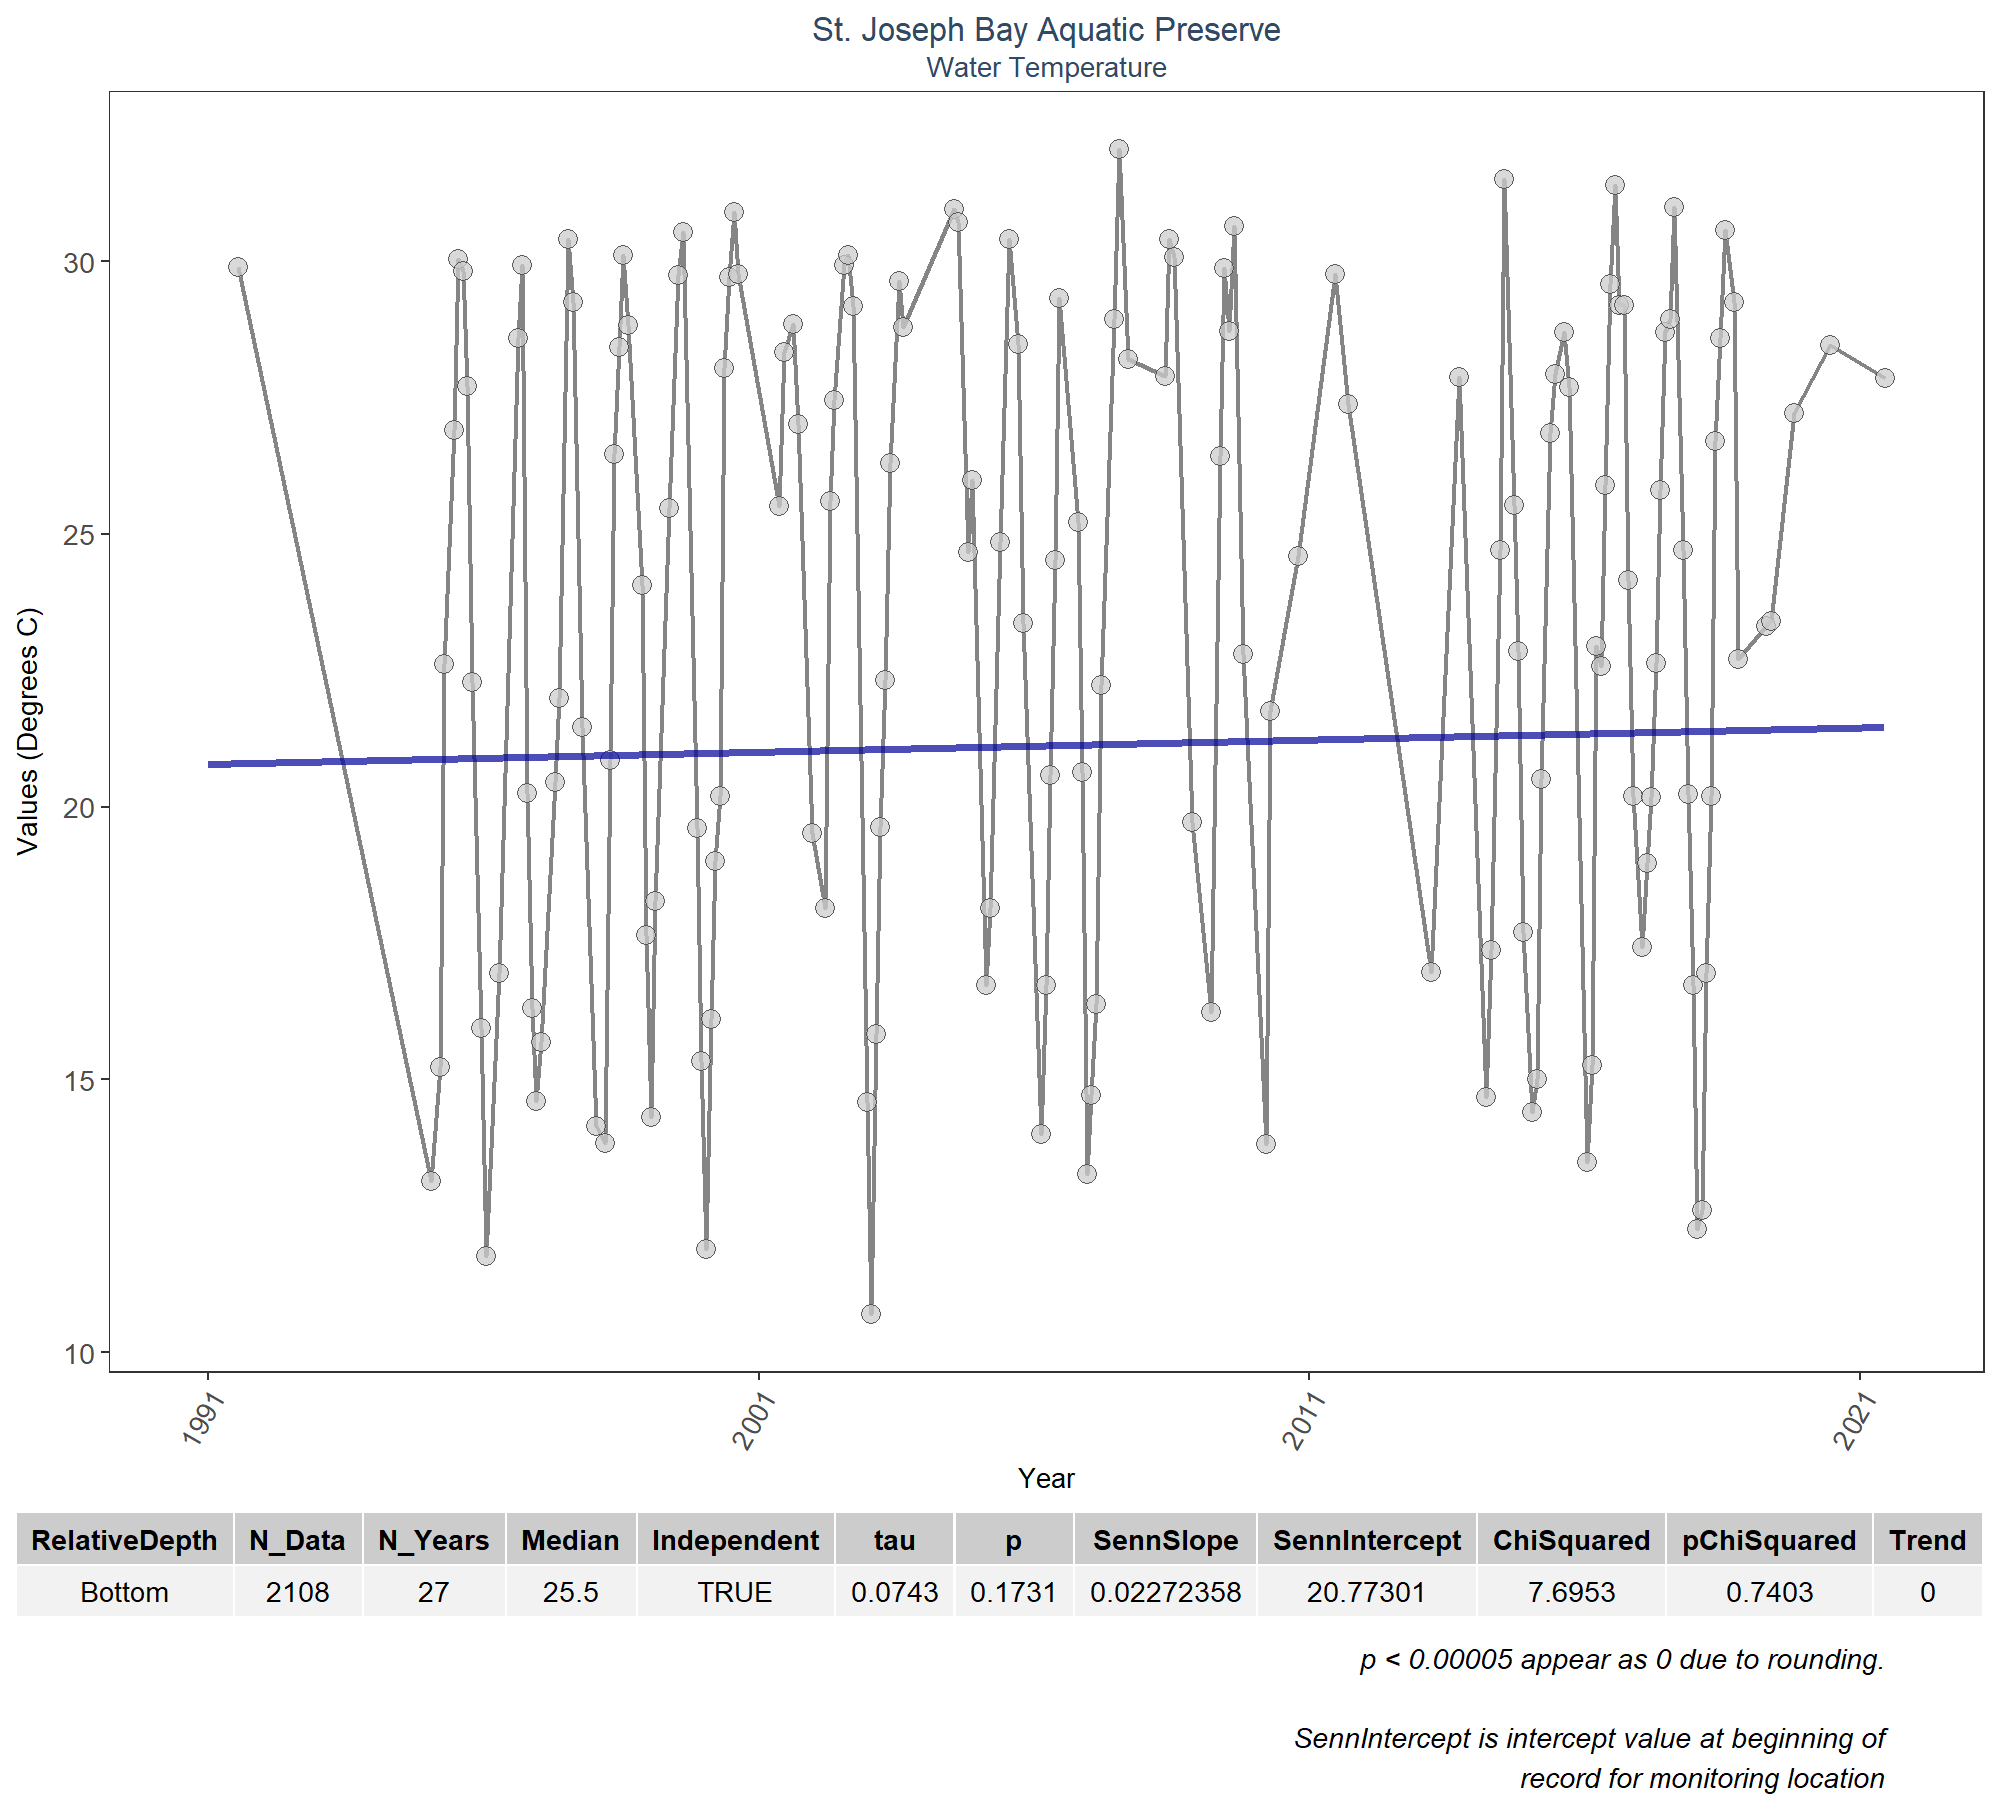 St. Joseph Bay Aquatic Preserve
Water Temperature
Values (Degrees C)
30
25
20
15
10
1991
2001
2011
2021
Year
RelativeDepth N_Data N_Years Median Independent tau p SennSlope SennIntercept ChiSquared pChiSquared Trend
Bottom 2108 27 25.5 TRUE 0.0743 0.1731 0.02272358 20.77301 7.6953 0.7403 0
p < 0.00005 appear as 0 due to rounding.
SennIntercept is intercept value at beginning of
record for monitoring location